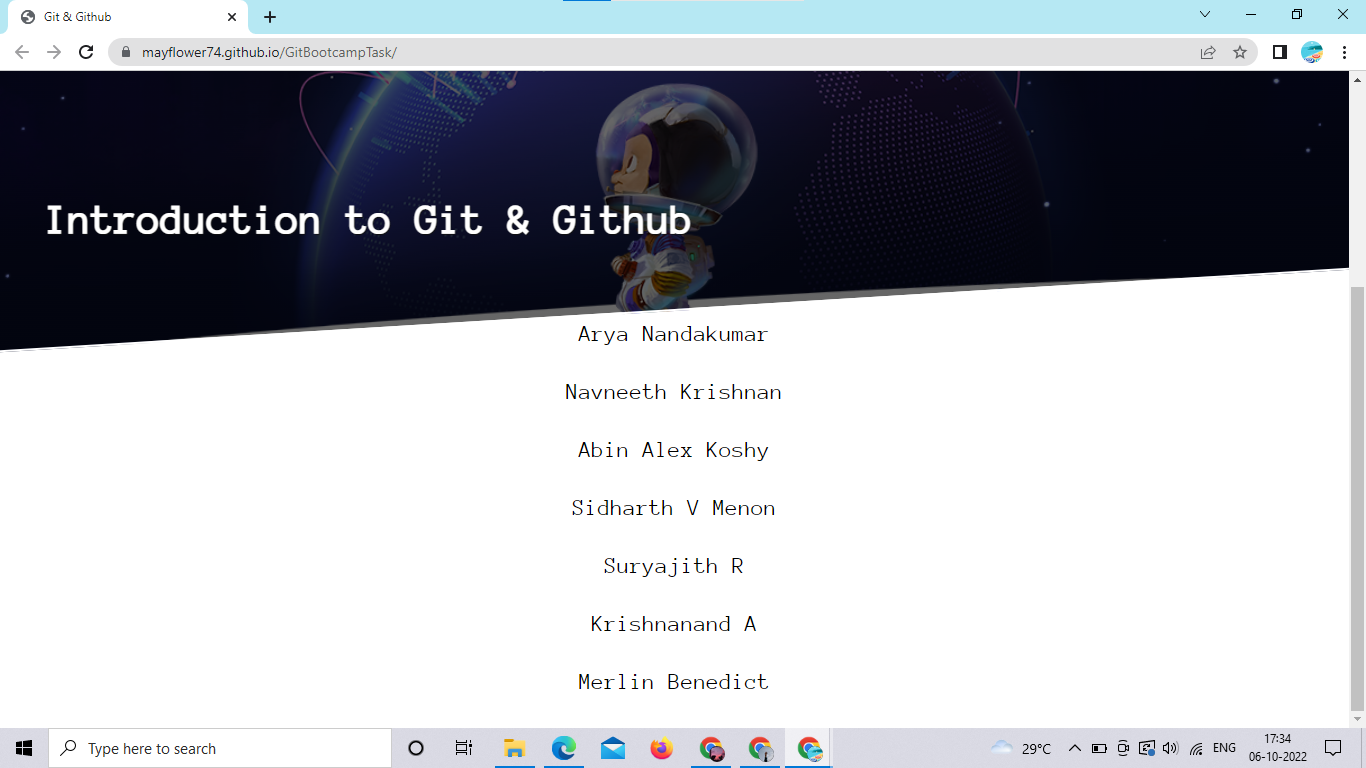 Git & Github
mayflower74.github.io/GitBootcampTask/
Introduction to Git & Github
Arya Nandakumar
Navneeth Krishnan
Abin Alex Koshy
Sidharth V Menon
Suryajith R
Krishnanand A
Merlin Benedict
Type here to search
29°C
ENG
17:34
06-10-2022